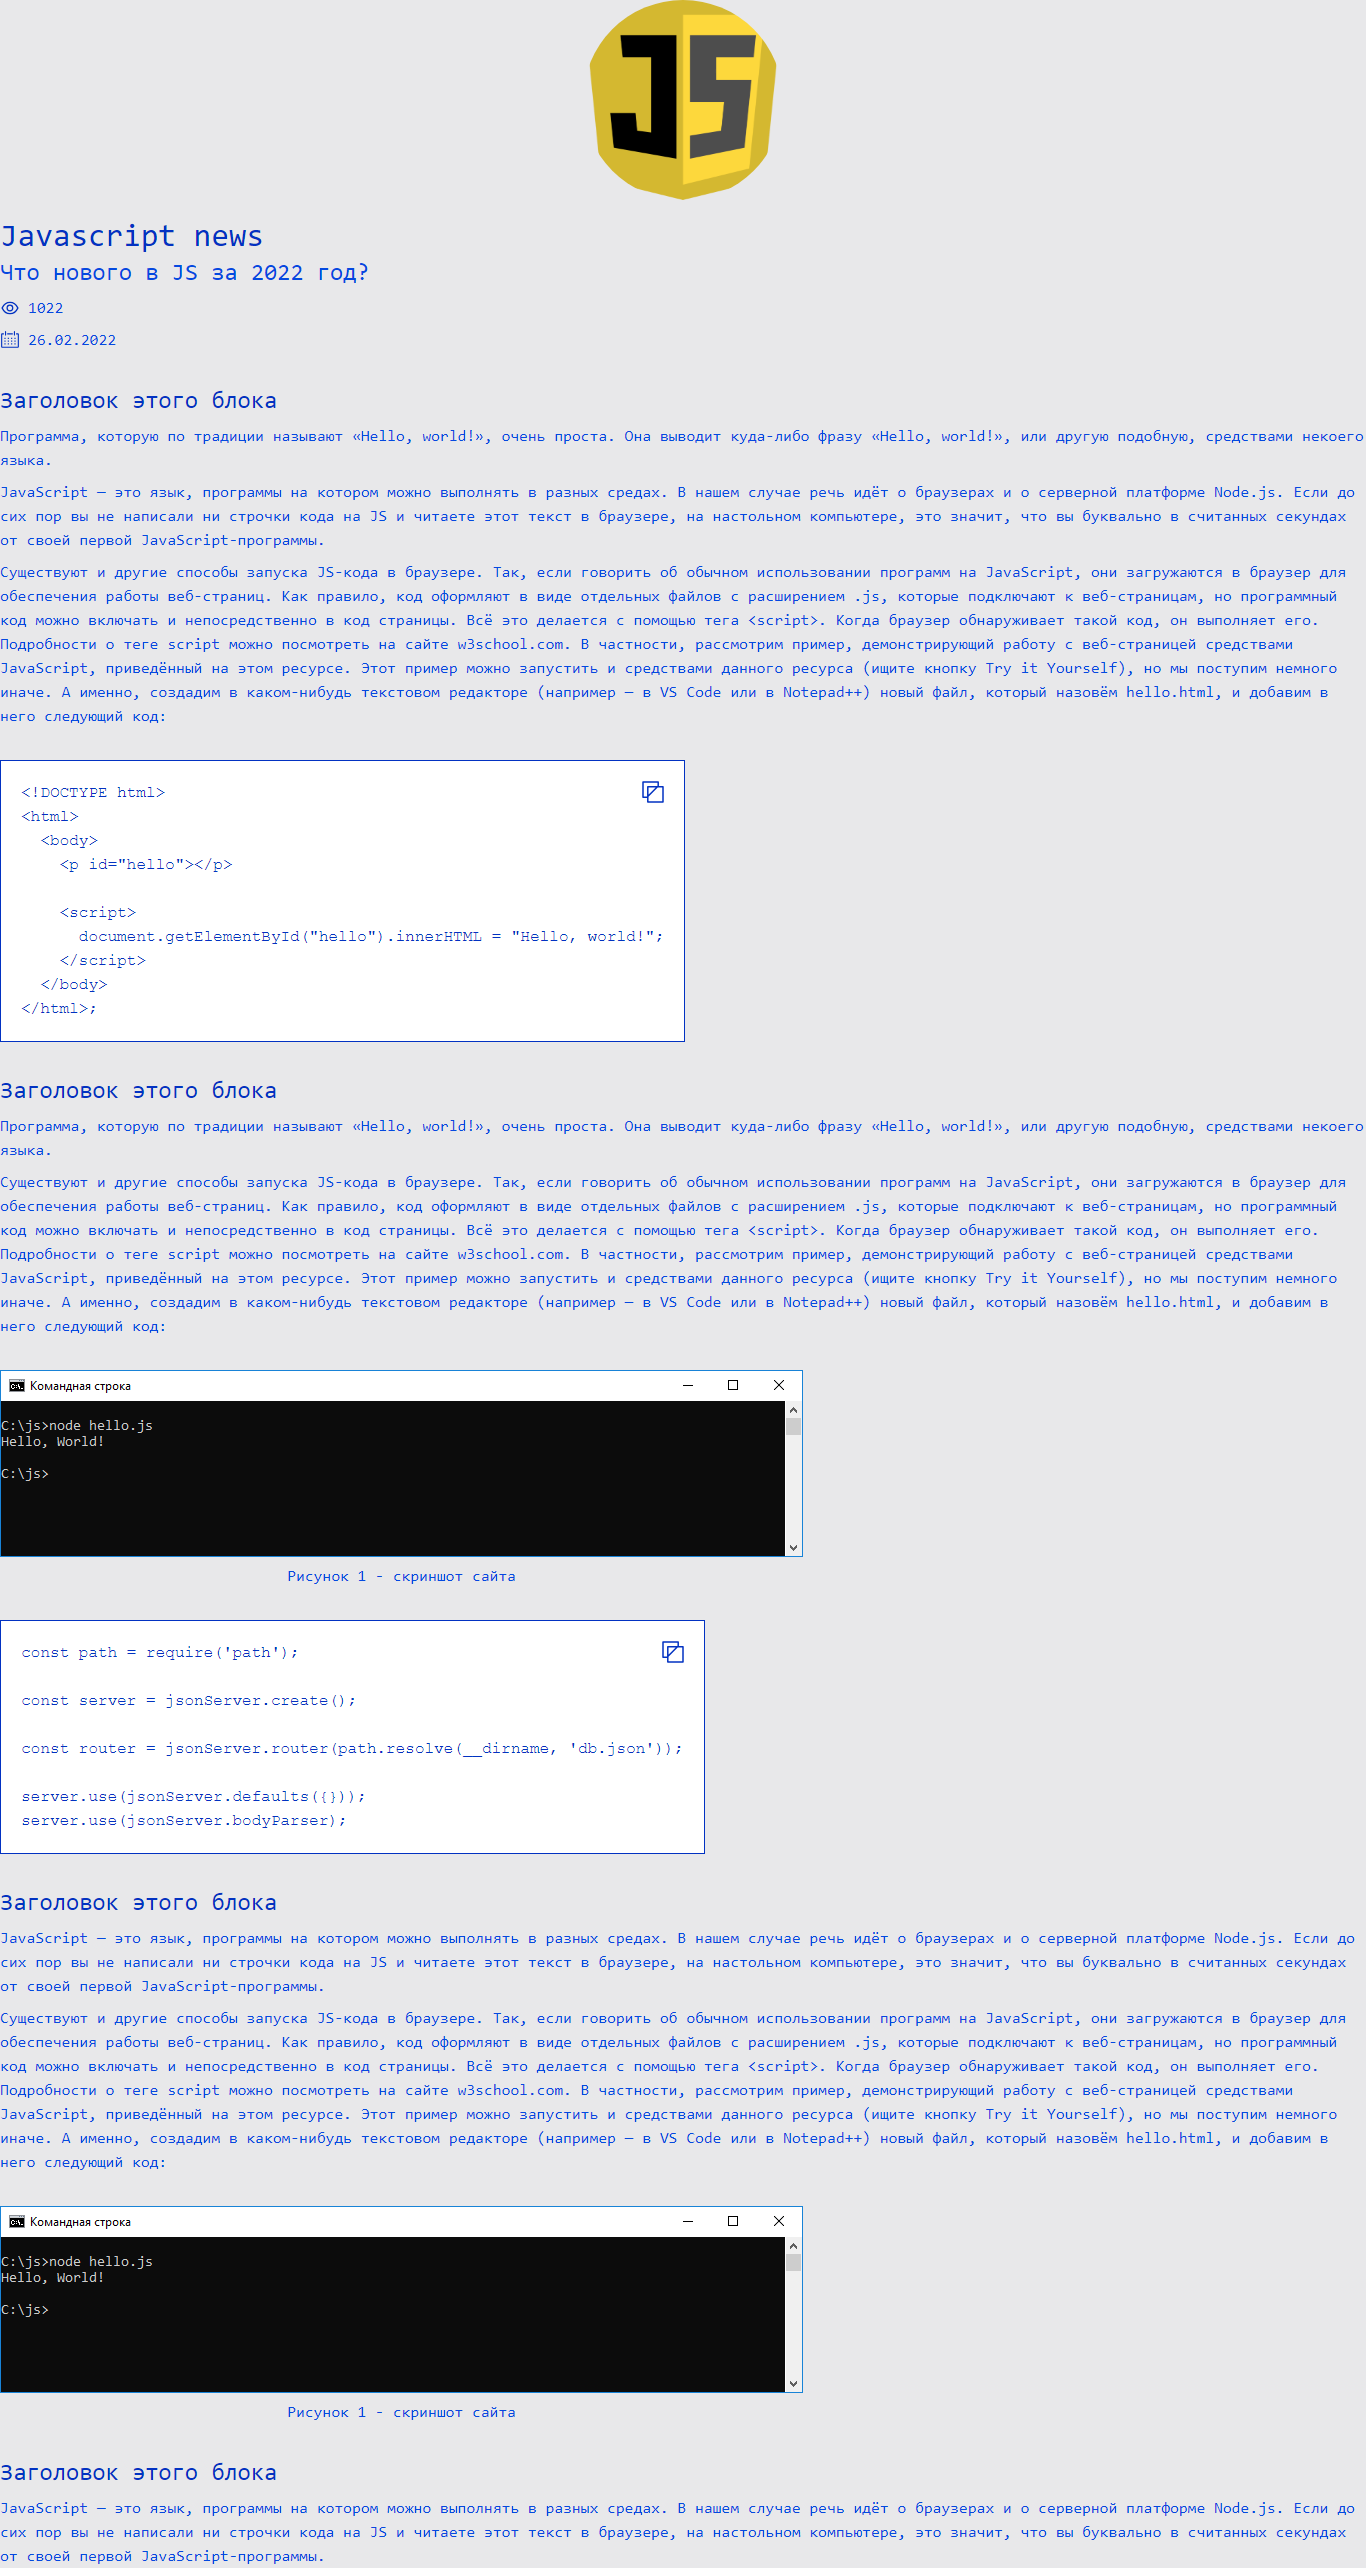 JS
Javascript news
Что нового в JS за 2022 год?
1022
26.02.2022
Заголовок этого блока
Программа, которую по традиции называют «Hello, world!», очень проста. Она выводит куда-либо фразу «Hello, world!», или другую подобную, средствами некоего
языка.
JavaScript — это язык, программы на котором можно выполнять в разных средах. В нашем случае речь идёт о браузерах и о серверной платформе Node.js. Если до
сих пор вы не написали ни строчки кода на JS и читаете этот текст в браузере, на настольном компьютере, это значит, что вы буквально в считанных секундах
от своей первой JavaScript-программы.
Существуют и другие способы запуска JS-кода в браузере. Так, если говорить об обычном использовании программ на JavaScript, они загружаются в браузер для
обеспечения работы веб-страниц. Как правило, код оформляют в виде отдельных файлов с расширением .js, которые подключают к веб-страницам, но программный
код можно включать и непосредственно в код страницы. Всё это делается с помощью тега <script>. Когда браузер обнаруживает такой код, он выполняет его.
Подробности о теге script можно посмотреть на сайте w3school.com. В частности, рассмотрим пример, демонстрирующий работу с веб-страницей средствами
JavaScript, приведённый на этом ресурсе. Этот пример можно запустить и средствами данного ресурса (ищите кнопку Try it Yourself), но мы поступим немного
иначе. А именно, создадим в каком-нибудь текстовом редакторе (например — в VS Code или в Notepad++) новый файл, который назовём hello.html, и добавим в
него следующий код:
<!DOCTYPE html>
<html>
<body>
<p id="hello"></p>
<script>
document.getElementById("hello").innerHTML = "Hello, world!";
</script>
</body>
</html>;
Заголовок этого блока
Программа, которую по традиции называют «Hello, world!», очень проста. Она выводит куда-либо фразу «Hello, world!», или другую подобную, средствами некоего
языка.
Существуют и другие способы запуска JS-кода в браузере. Так, если говорить об обычном использовании программ на JavaScript, они загружаются в браузер для
обеспечения работы веб-страниц. Как правило, код оформляют в виде отдельных файлов с расширением .js, которые подключают к веб-страницам, но программный
код можно включать и непосредственно в код страницы. Всё это делается с помощью тега <script>. Когда браузер обнаруживает такой код, он выполняет его.
Подробности о теге script можно посмотреть на сайте w3school.com. В частности, рассмотрим пример, демонстрирующий работу с веб-страницей средствами
JavaScript, приведённый на этом ресурсе. Этот пример можно запустить и средствами данного ресурса (ищите кнопку Try it Yourself), но мы поступим немного
иначе. А именно, создадим в каком-нибудь текстовом редакторе (например — в VS Code или в Notepad++) новый файл, который назовём hello.html, и добавим в
него следующий код:
C:\. Командная строка
C:\js>node hello.js
Hello, World!
C:\js>
Рисунок 1 - скриншот сайта
const path = require('path');
const server = jsonServer.create();
const router = jsonServer.router(path.resolve(__dirname, 'db.json'));
server.use(jsonServer.defaults({}));
server.use(jsonServer.bodyParser);
Заголовок этого блока
JavaScript — это язык, программы на котором можно выполнять в разных средах. В нашем случае речь идёт о браузерах и о серверной платформе Node.js. Если до
сих пор вы не написали ни строчки кода на JS и читаете этот текст в браузере, на настольном компьютере, это значит, что вы буквально в считанных секундах
от своей первой JavaScript-программы.
Существуют и другие способы запуска JS-кода в браузере. Так, если говорить об обычном использовании программ на JavaScript, они загружаются в браузер для
обеспечения работы веб-страниц. Как правило, код оформляют в виде отдельных файлов с расширением .js, которые подключают к веб-страницам, но программный
код можно включать и непосредственно в код страницы. Всё это делается с помощью тега <script>. Когда браузер обнаруживает такой код, он выполняет его.
Подробности о теге script можно посмотреть на сайте w3school.com. В частности, рассмотрим пример, демонстрирующий работу с веб-страницей средствами
JavaScript, приведённый на этом ресурсе. Этот пример можно запустить и средствами данного ресурса (ищите кнопку Try it Yourself), но мы поступим немного
иначе. А именно, создадим в каком-нибудь текстовом редакторе (например — в VS Code или в Notepad++) новый файл, который назовём hello.html, и добавим в
него следующий код:
C:\. Командная строка
C:\js>node hello.js
Hello, World!
C:\js>
Рисунок 1 - скриншот сайта
Заголовок этого блока
JavaScript — это язык, программы на котором можно выполнять в разных средах. В нашем случае речь идёт о браузерах и о серверной платформе Node.js. Если до
сих пор вы не написали ни строчки кода на JS и читаете этот текст в браузере, на настольном компьютере, это значит, что вы буквально в считанных секундах
от своей первой JavaScript-программы.